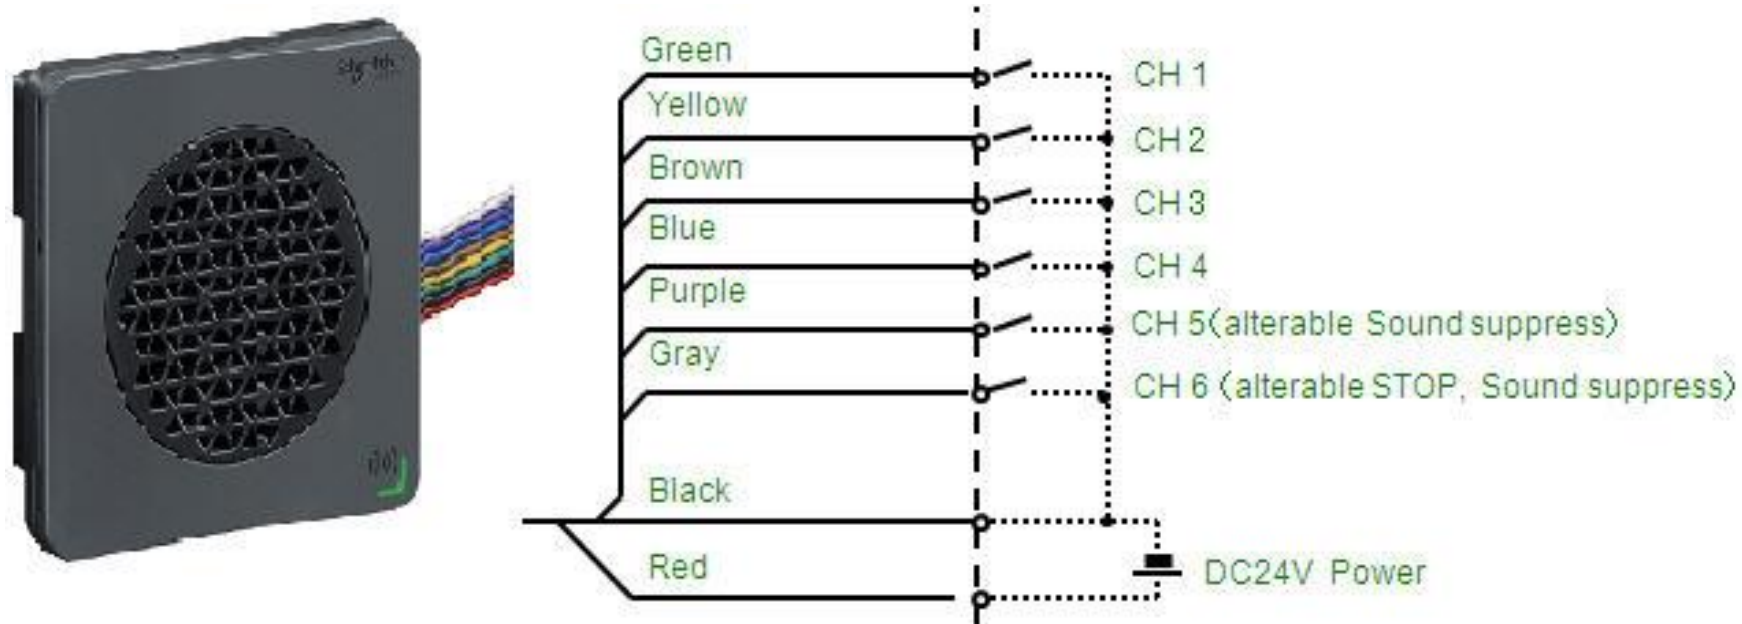 Green
CH 1
Yellow
CH 2
Brown
CH 3
Blue
CH 4
Purple
CH 5(alterable Sound suppress)
Gray
CH 6 (alterable STOP, Sound suppress)
Black
Red
DC24V Power